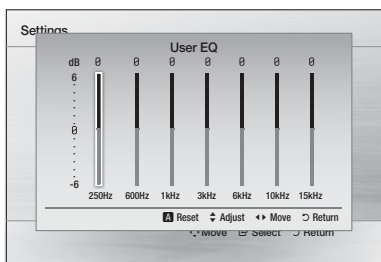 Settings
User EQ
dB 0 0 0 0 0 0 0
6
0
-6
250Hz 600Hz 1kHz 3kHz 6kHz 10kHz 15kHz
A Reset Adjust Move Return
Move Select Return